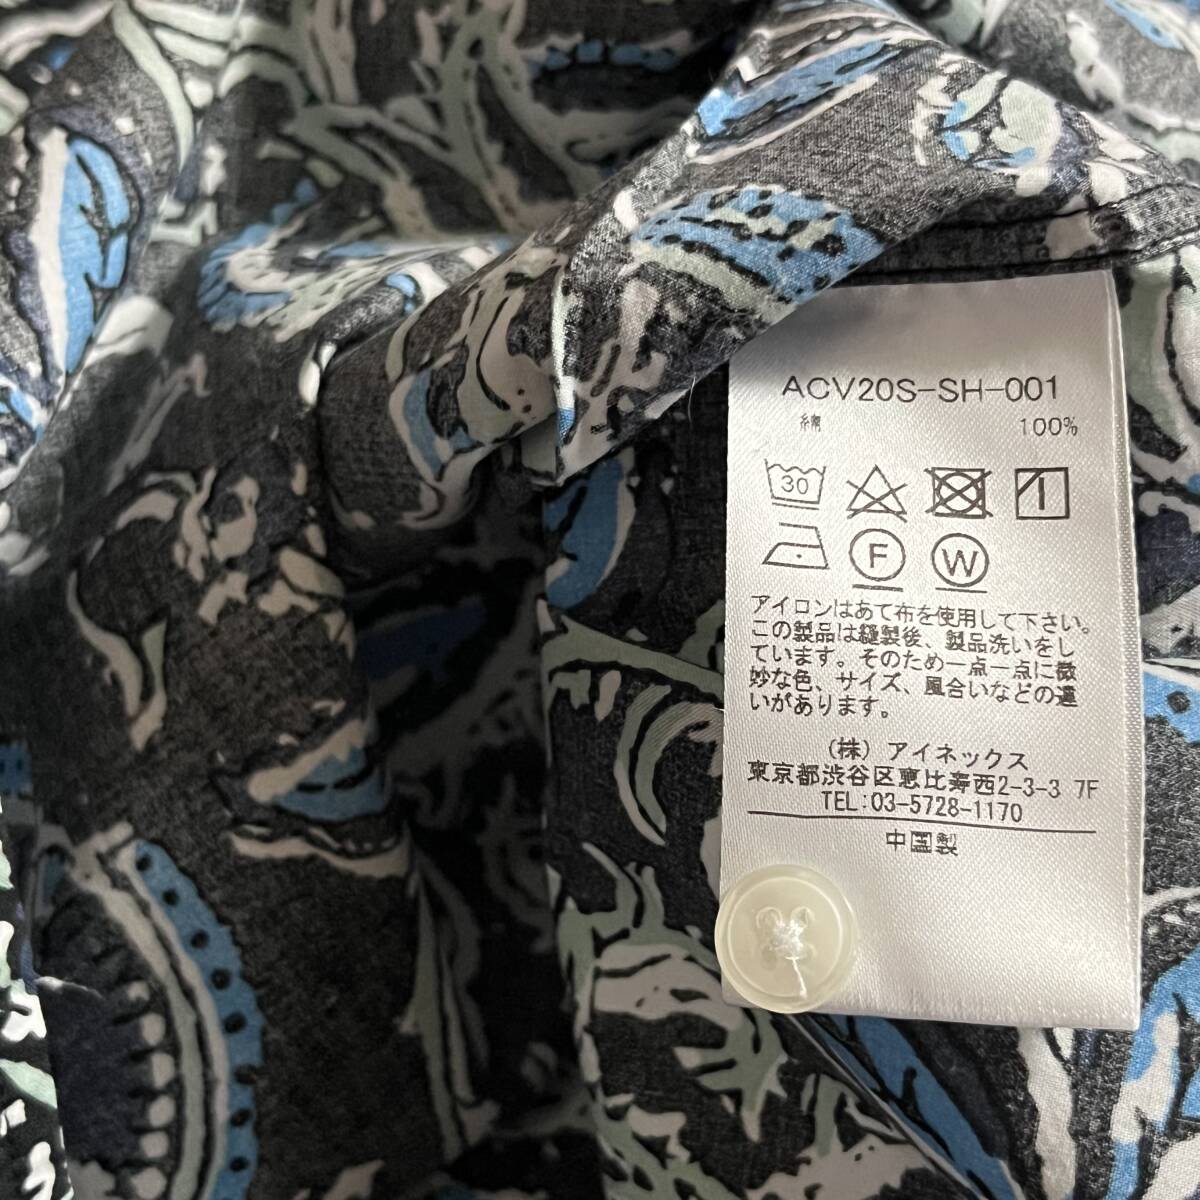 ACV20S-SH-001
綿 100%
30
F W
アイロンはあて布を使用して下さい。
この製品は縫製後、製品洗いをし
ています。そのため一点一点に微
妙な色、サイズ、風合いなどの違
いがあります。
(株) アイネックス
東京都渋谷区恵比寿西2-3-3 7F
TEL:03-5728-1170
中国製